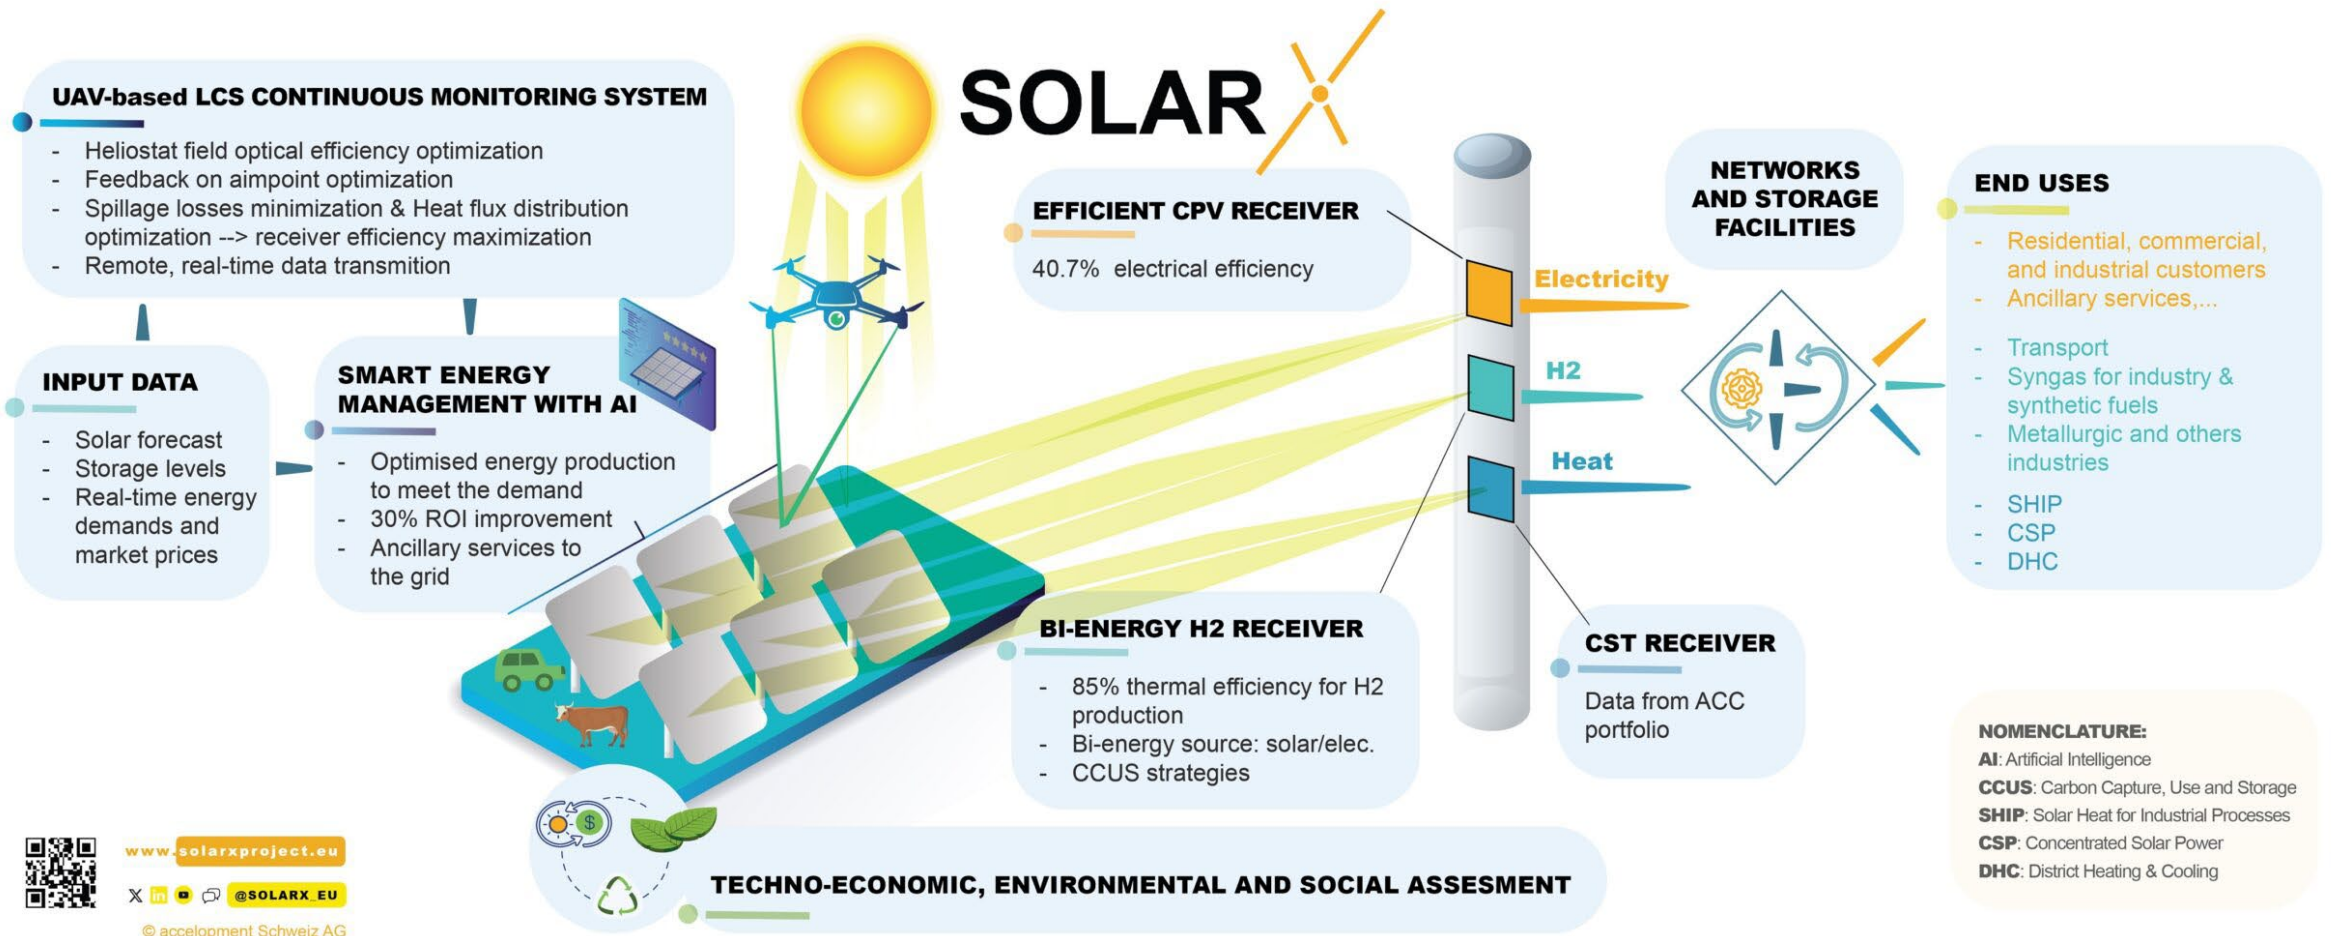 SOLAR X
UAV-based LCS CONTINUOUS MONITORING SYSTEM
- Heliostat field optical efficiency optimization
- Feedback on aimpoint optimization
- Spillage losses minimization & Heat flux distribution
optimization --> receiver efficiency maximization
- Remote, real-time data transmition
INPUT DATA
- Solar forecast
- Storage levels
- Real-time energy
demands and
market prices
SMART ENERGY
MANAGEMENT WITH AI
- Optimised energy production
to meet the demand
- 30% ROI improvement
- Ancillary services to
the grid
EFFICIENT CPV RECEIVER
40.7% electrical efficiency
Electricity
H2
Heat
BI-ENERGY H2 RECEIVER
- 85% thermal efficiency for H2
production
- Bi-energy source: solar/elec.
- CCUS strategies
CST RECEIVER
Data from ACC
portfolio
NETWORKS
AND STORAGE
FACILITIES
END USES
- Residential, commercial,
and industrial customers
- Ancillary services,...
- Transport
- Syngas for industry &
synthetic fuels
- Metallurgic and others
industries
- SHIP
- CSP
- DHC
NOMENCLATURE:
AI: Artificial Intelligence
CCUS: Carbon Capture, Use and Storage
SHIP: Solar Heat for Industrial Processes
CSP: Concentrated Solar Power
DHC: District Heating & Cooling
$
TECHNO-ECONOMIC, ENVIRONMENTAL AND SOCIAL ASSESMENT
www.solarxproject.eu
X in @SOLARX_EU
© accelopment Schweiz AG